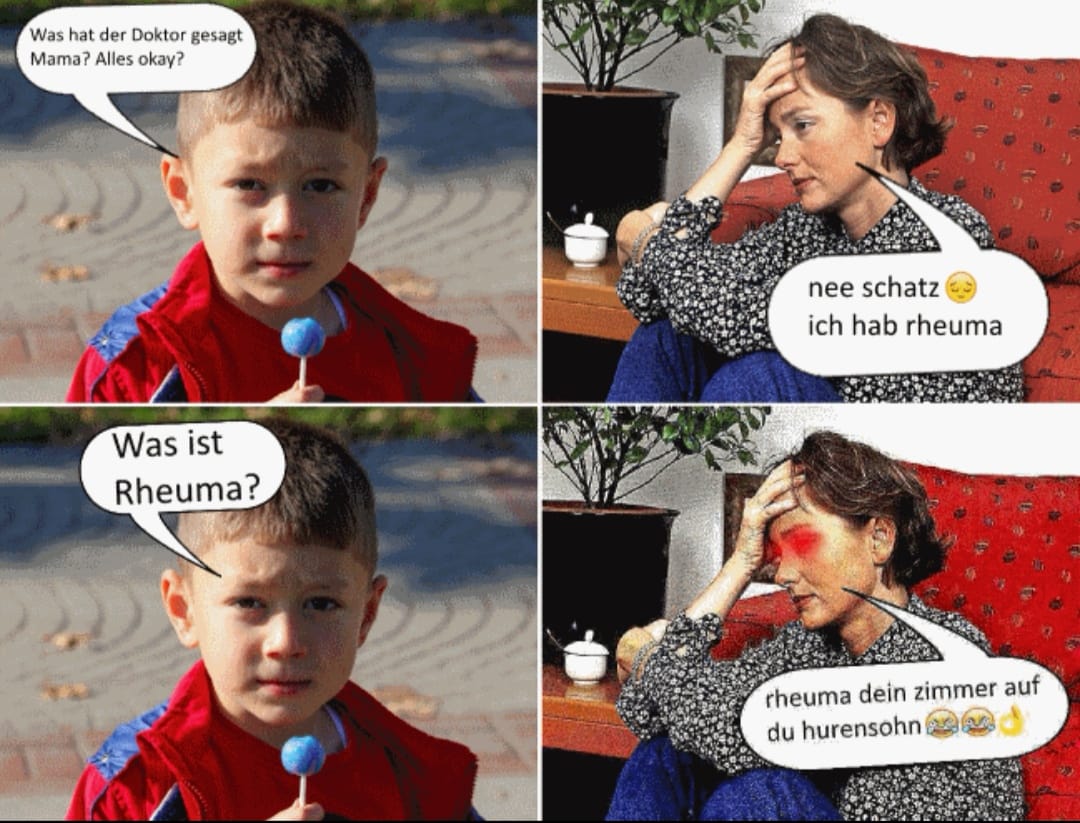 Was hat der Doktor gesagt
Mama? Alles okay?
nee schatz 😔
ich hab rheuma
Was ist
Rheuma?
rheuma dein zimmer auf
du hurensohn 😂😂👌